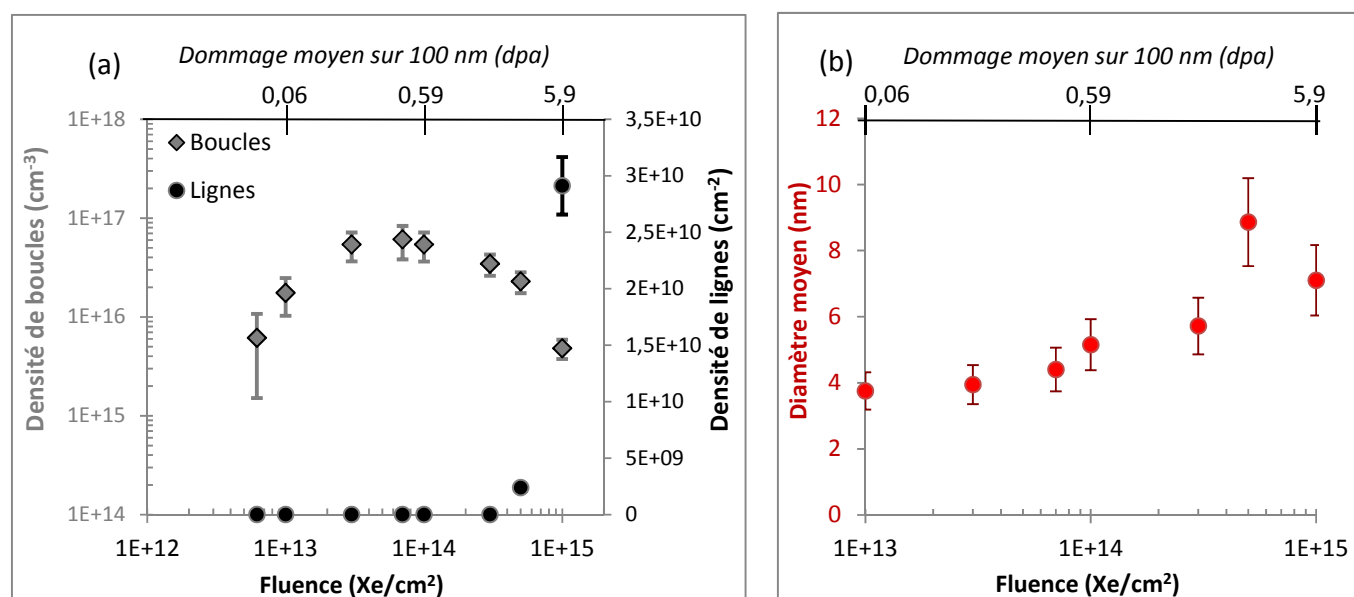 (a)
Dommage moyen sur 100 nm (dpa)
0,06 0,59 5,9
Densité de boucles (cm-3)
1E+18
1E+17
1E+16
1E+15
1E+14
Boucles
Lignes
3,5E+10
3E+10
2,5E+10
2E+10
1,5E+10
1E+10
5E+09
0
Densité de lignes (cm-2)
1E+12 1E+13 1E+14 1E+15
Fluence (Xe/cm2)
(b)
Dommage moyen sur 100 nm (dpa)
0,06 0,59 5,9
Diamètre moyen (nm)
12
10
8
6
4
2
0
1E+13 1E+14 1E+15
Fluence (Xe/cm2)